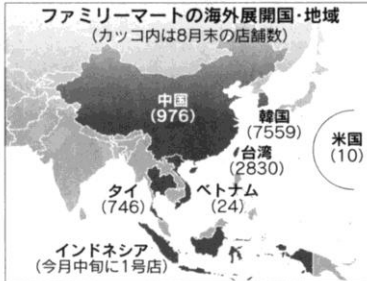 ファミリーマートの海外展開国・地域
(カッコ内は8月末の店舗数)
中国
(976)
韓国
(7559)
台湾
(2830)
米国
(10)
タイ
(746)
ベトナム
(24)
インドネシア
(今月中旬に1号店)